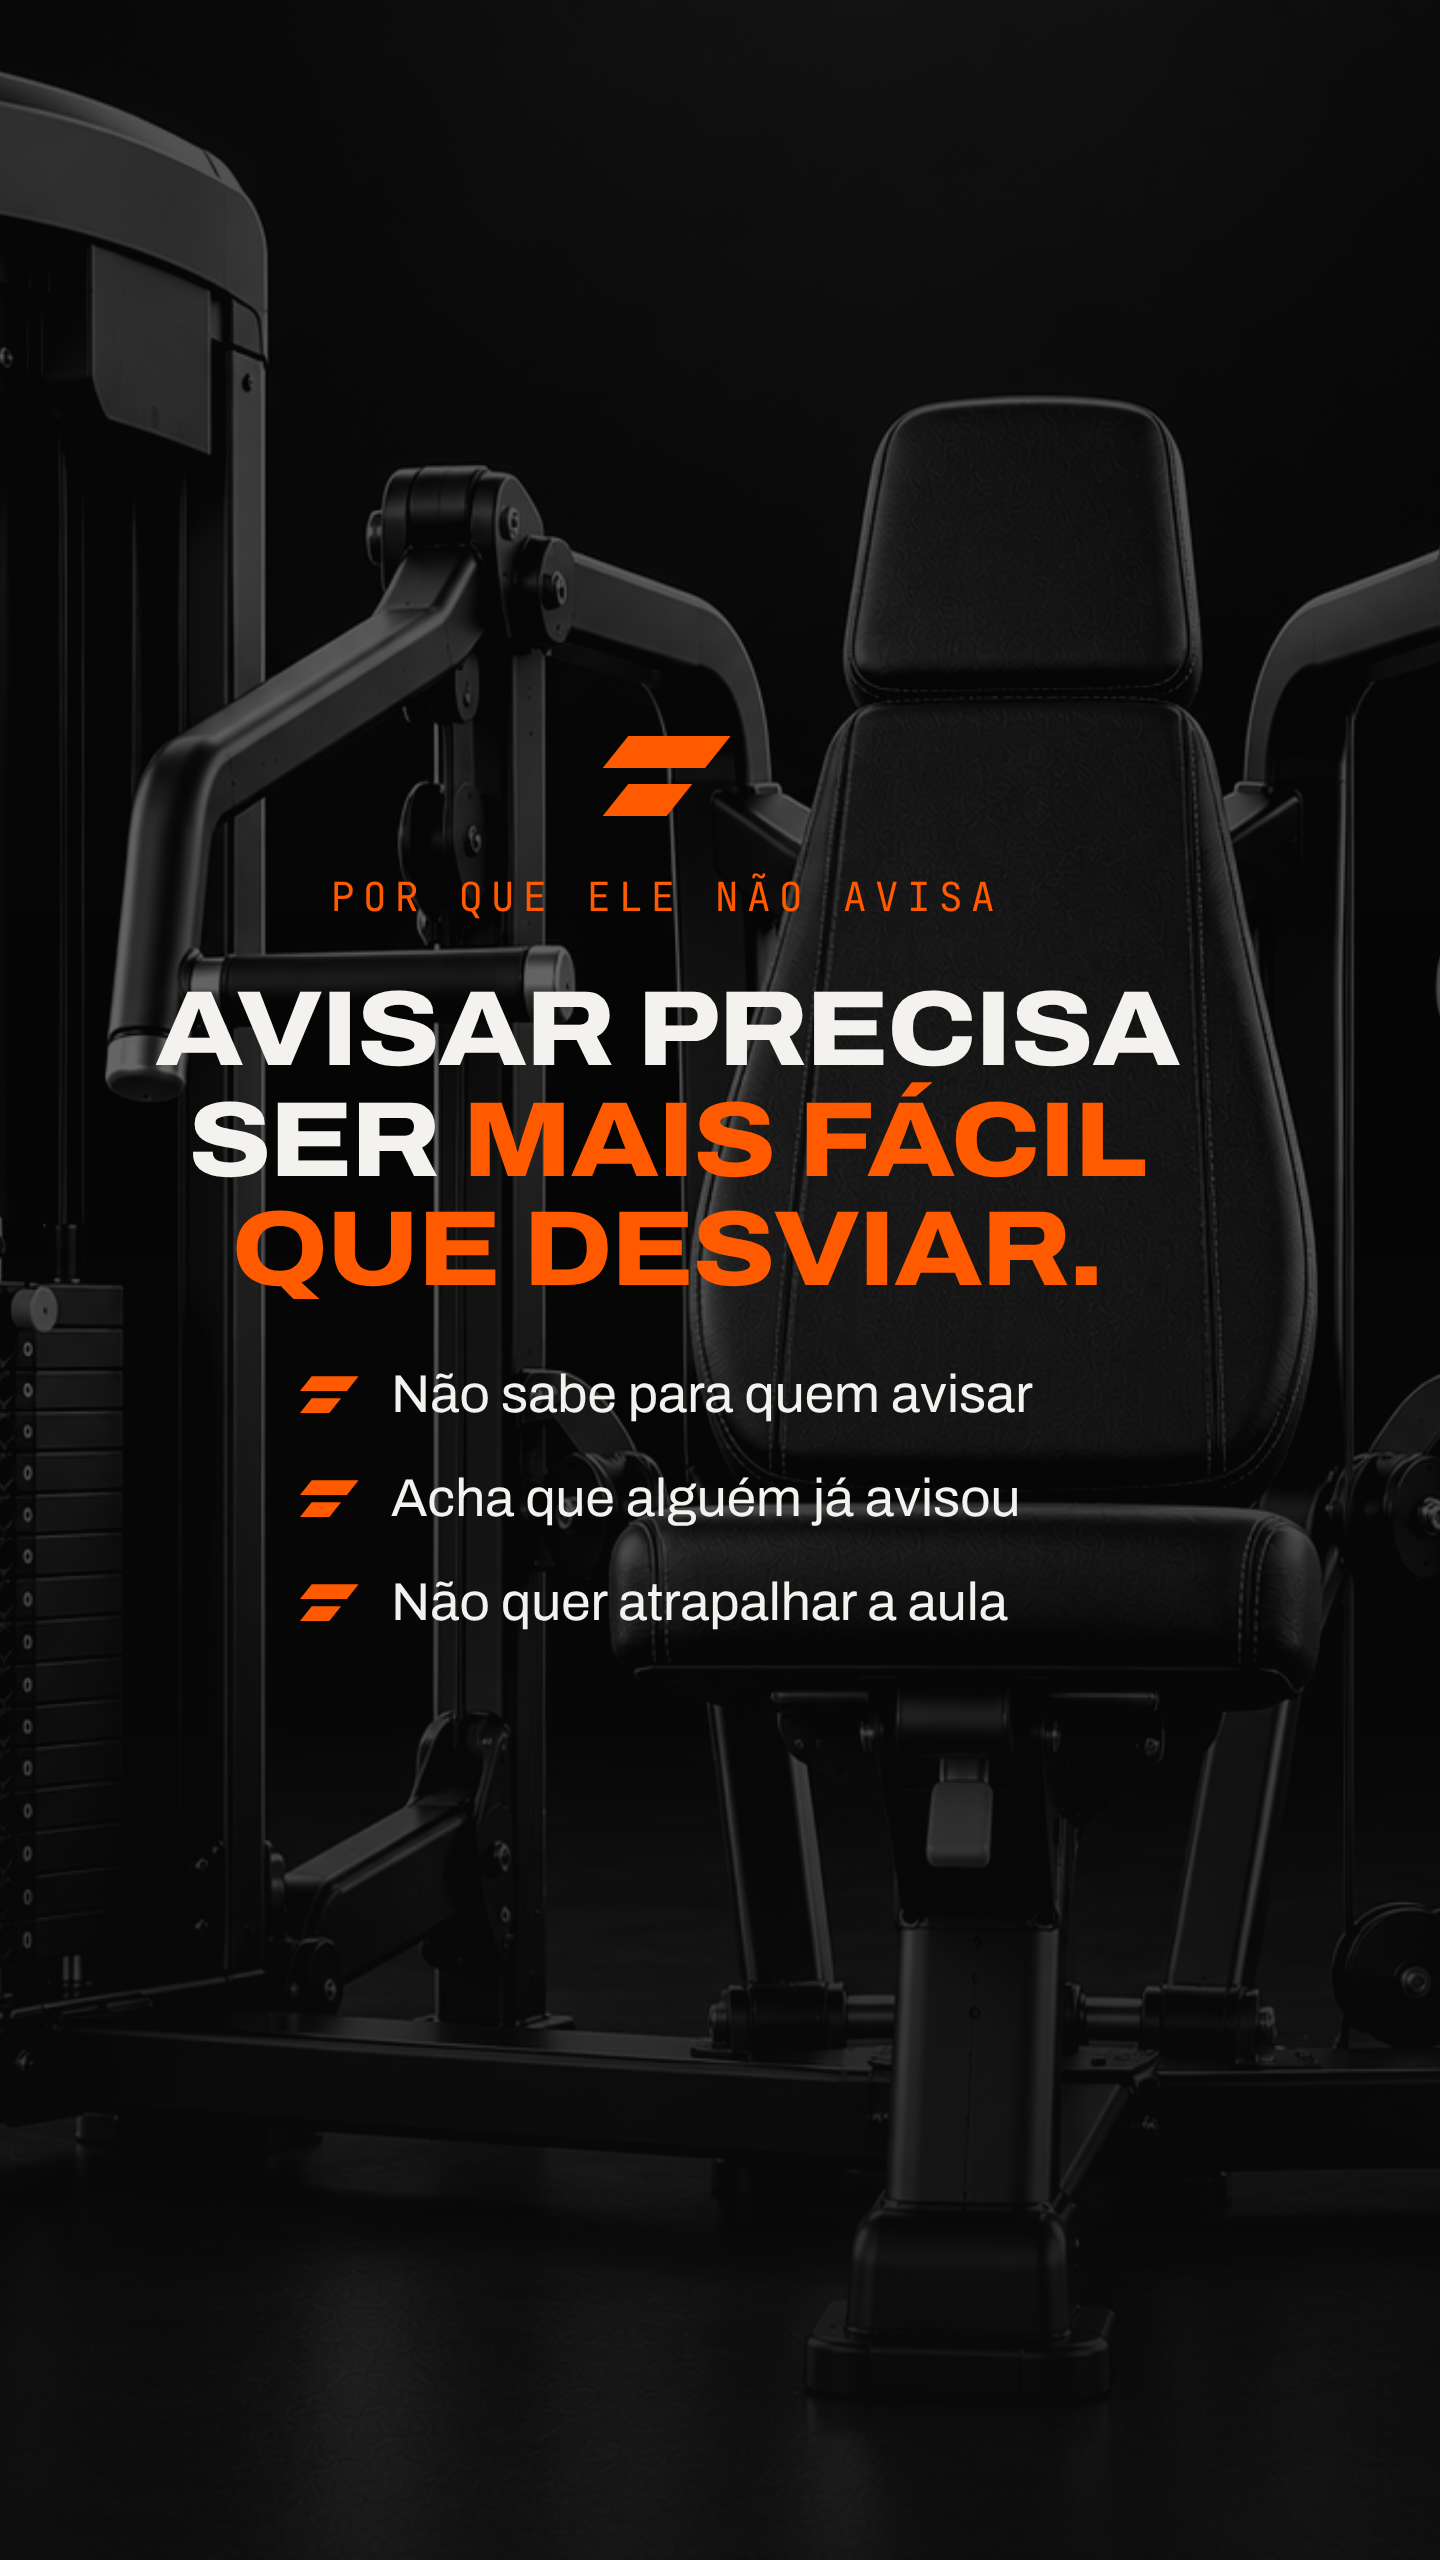 POR QUE ELE NÃO AVISA
AVISAR PRECISA
SER MAIS FÁCIL
QUE DESVIAR.
Não sabe para quem avisar
Acha que alguém já avisou
Não quer atrapalhar a aula